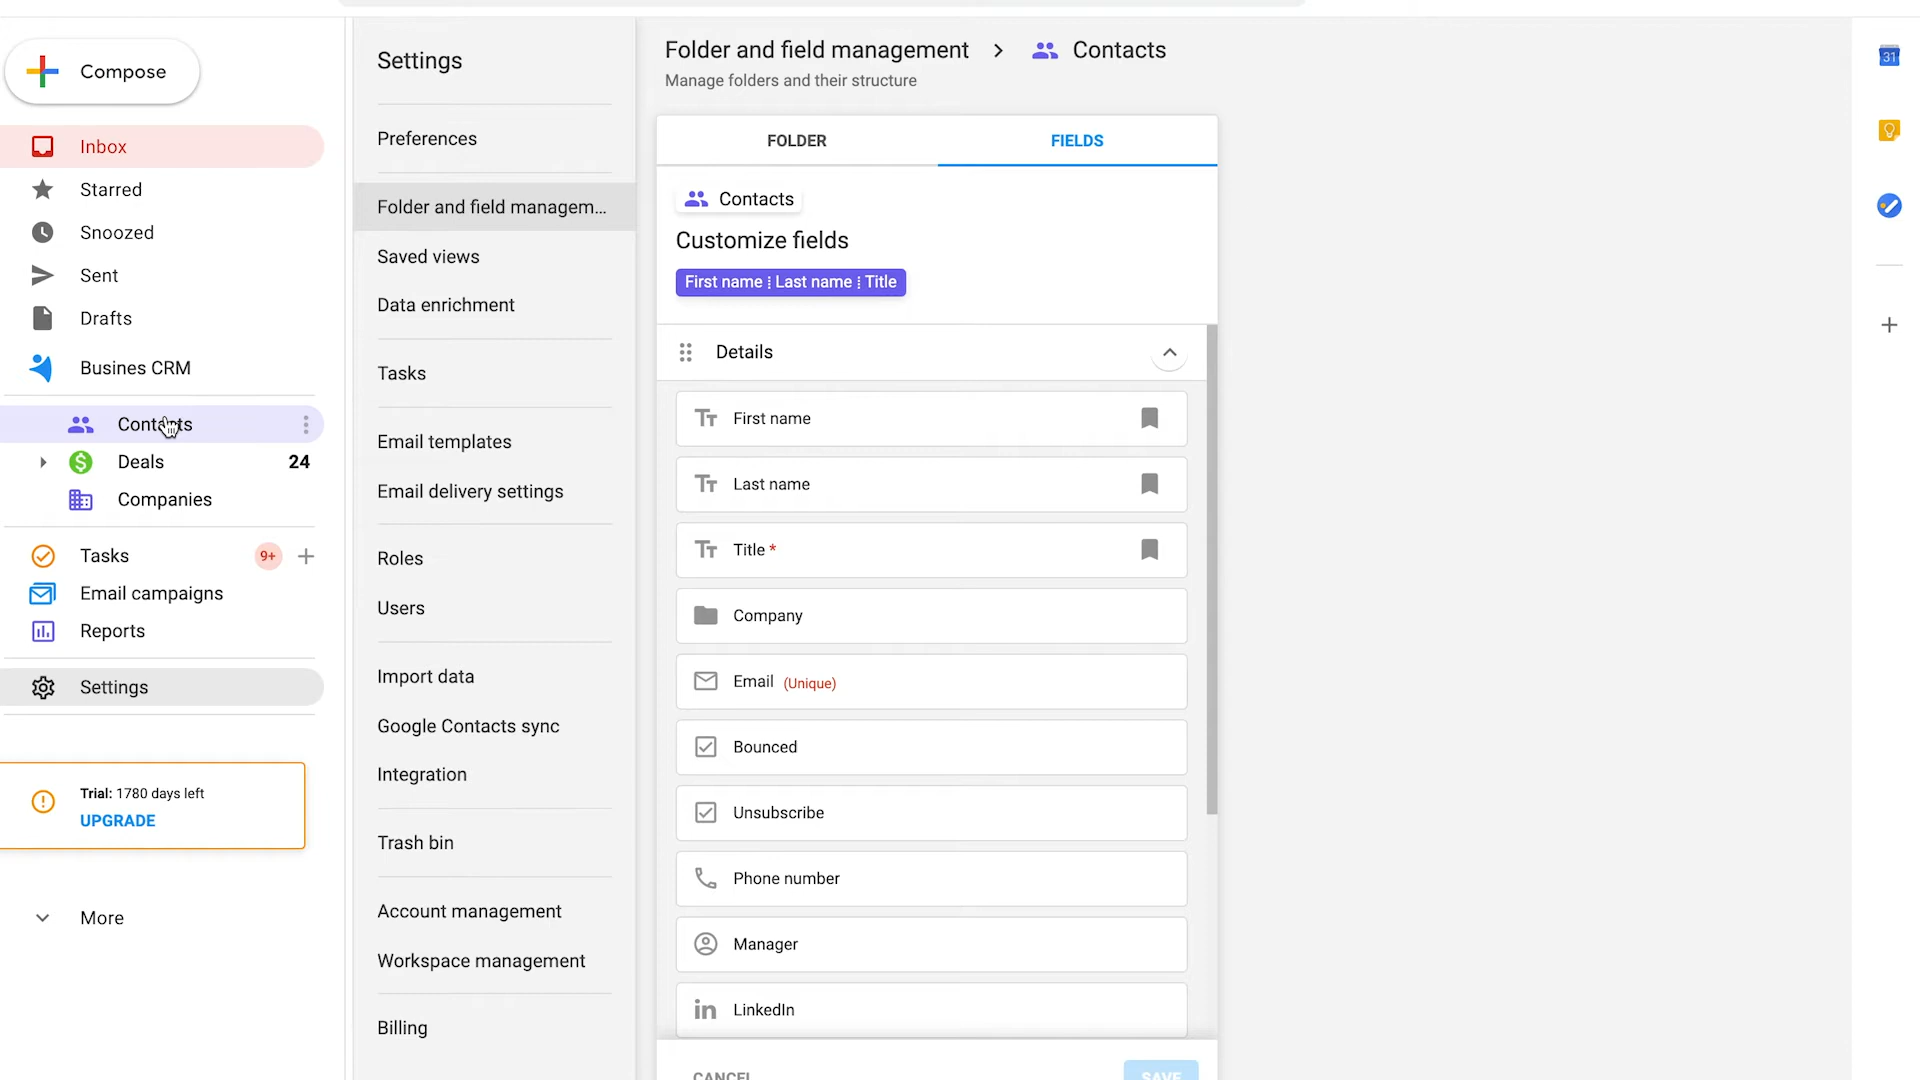 Compose
Inbox
Starred
Snoozed
Sent
Drafts
Busines CRM
Contacts
Deals 24
Companies
Tasks 9+
Email campaigns
Reports
Settings
Trial: 1780 days left
UPGRADE
More
Settings
Preferences
Folder and field managem...
Saved views
Data enrichment
Tasks
Email templates
Email delivery settings
Roles
Users
Import data
Google Contacts sync
Integration
Trash bin
Account management
Workspace management
Billing
Folder and field management > Contacts
Manage folders and their structure
FOLDER FIELDS
Contacts
Customize fields
First name ⁝ Last name ⁝ Title
Details
First name
Last name
Title *
Company
Email (Unique)
Bounced
Unsubscribe
Phone number
Manager
LinkedIn
CANCEL SAVE
31